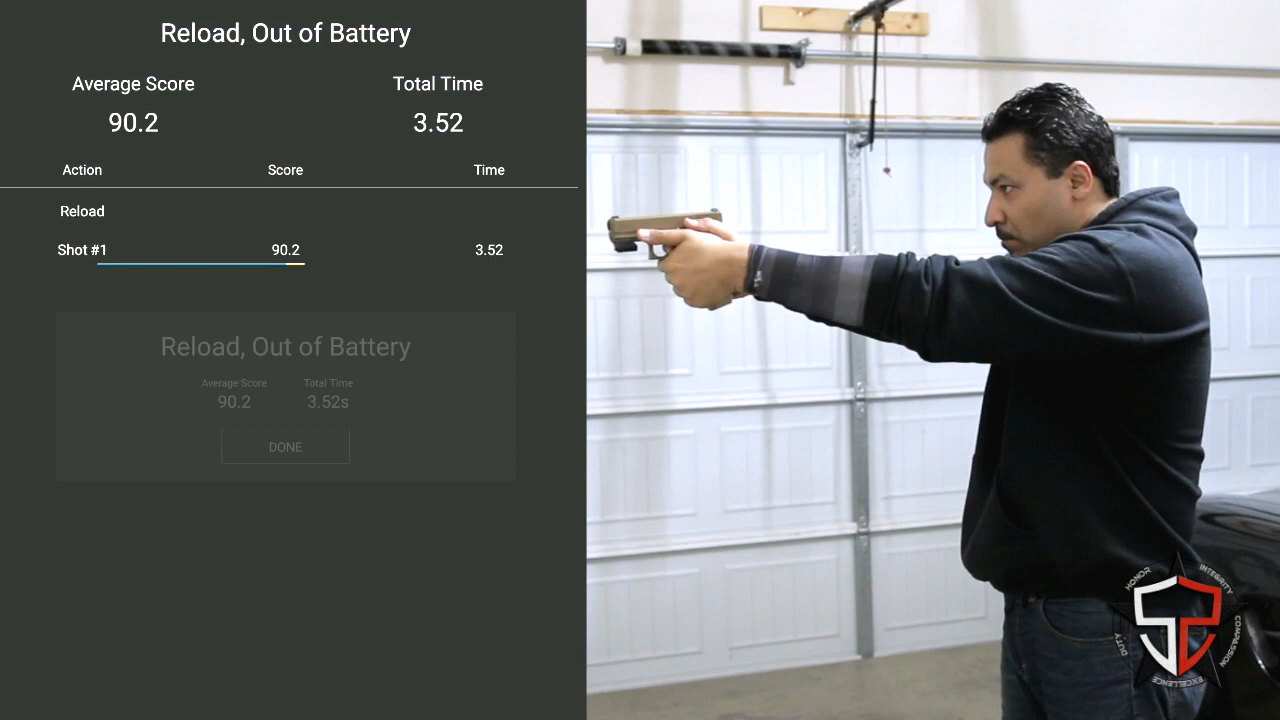 Reload, Out of Battery
Average Score Total Time
90.2 3.52
Action Score Time
Reload
Shot #1 90.2 3.52
Reload, Out of Battery
Average Score Total Time
90.2 3.52s
DONE
HONOR
INTEGRITY
COMPASSION
EXCELLENCE
DUTY